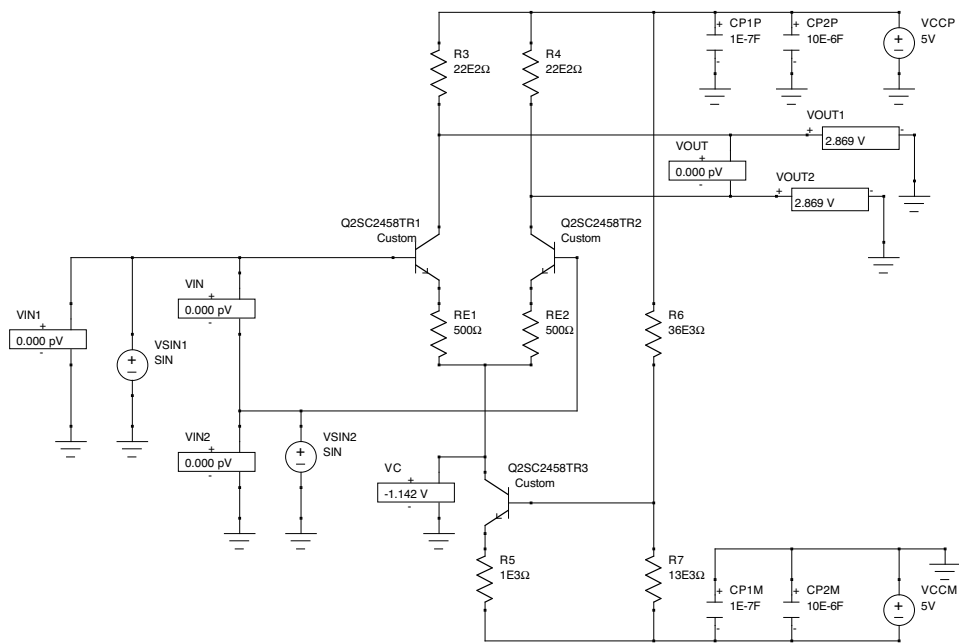 R3
22E2Ω
R4
22E2Ω
CP1P
1E-7F
CP2P
10E-6F
VCCP
5V
+
-
+
-
+
VOUT
+
0.000 pV
-
VOUT1
+
2.869 V
-
VOUT2
+
2.869 V
-
Q2SC2458TR1
Custom
Q2SC2458TR2
Custom
VIN1
+
0.000 pV
-
VSIN1
SIN
+
VIN
+
0.000 pV
-
RE1
500Ω
RE2
500Ω
R6
36E3Ω
VIN2
+
0.000 pV
-
VSIN2
SIN
+
VC
+
-1.142 V
-
Q2SC2458TR3
Custom
R5
1E3Ω
R7
13E3Ω
CP1M
1E-7F
CP2M
10E-6F
VCCM
5V
+
-
+
-
+